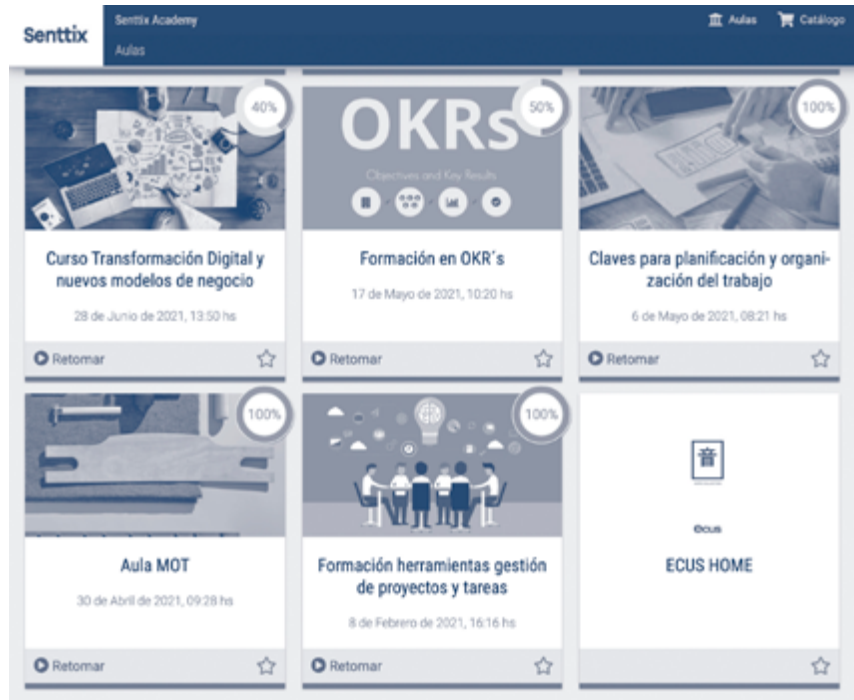 Senttix
Senttix Academy
Aulas
Aulas
Catálogo
40%
50%
100%
OKRs
Objectives and Key Results
Curso Transformación Digital y
nuevos modelos de negocio
28 de Junio de 2021, 13:50 hs
Retomar
Formación en OKR´s
17 de Mayo de 2021, 10:20 hs
Retomar
Claves para planificación y organi-
zación del trabajo
6 de Mayo de 2021, 08:21 hs
Retomar
100%
Aula MOT
30 de Abril de 2021, 09:28 hs
Retomar
100%
Formación herramientas gestión
de proyectos y tareas
8 de Febrero de 2021, 16:16 hs
Retomar
音
ecus
ECUS HOME